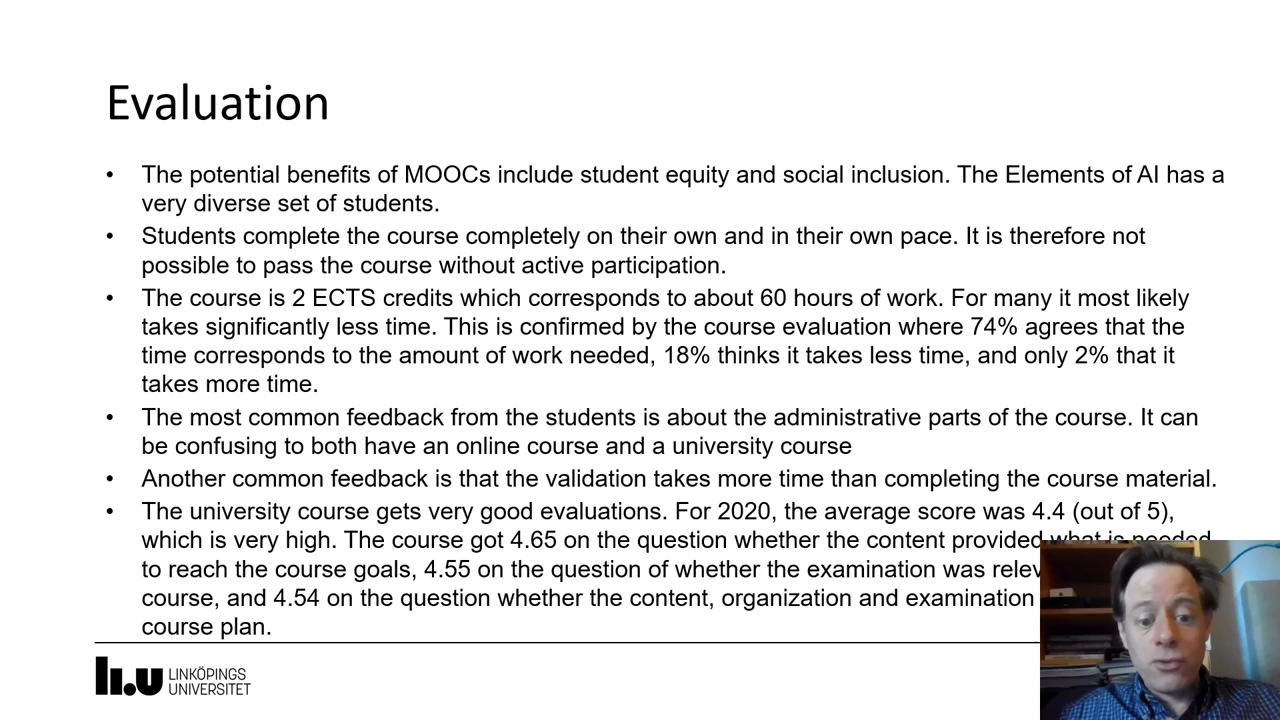 Evaluation
• The potential benefits of MOOCs include student equity and social inclusion. The Elements of AI has a
very diverse set of students.
• Students complete the course completely on their own and in their own pace. It is therefore not
possible to pass the course without active participation.
• The course is 2 ECTS credits which corresponds to about 60 hours of work. For many it most likely
takes significantly less time. This is confirmed by the course evaluation where 74% agrees that the
time corresponds to the amount of work needed, 18% thinks it takes less time, and only 2% that it
takes more time.
• The most common feedback from the students is about the administrative parts of the course. It can
be confusing to both have an online course and a university course
• Another common feedback is that the validation takes more time than completing the course material.
• The university course gets very good evaluations. For 2020, the average score was 4.4 (out of 5),
which is very high. The course got 4.65 on the question whether the content provided what is needed
to reach the course goals, 4.55 on the question of whether the examination was
course, and 4.54 on the question whether the content, organization and examination
course plan.
li.u LINKÖPINGS
UNIVERSITET